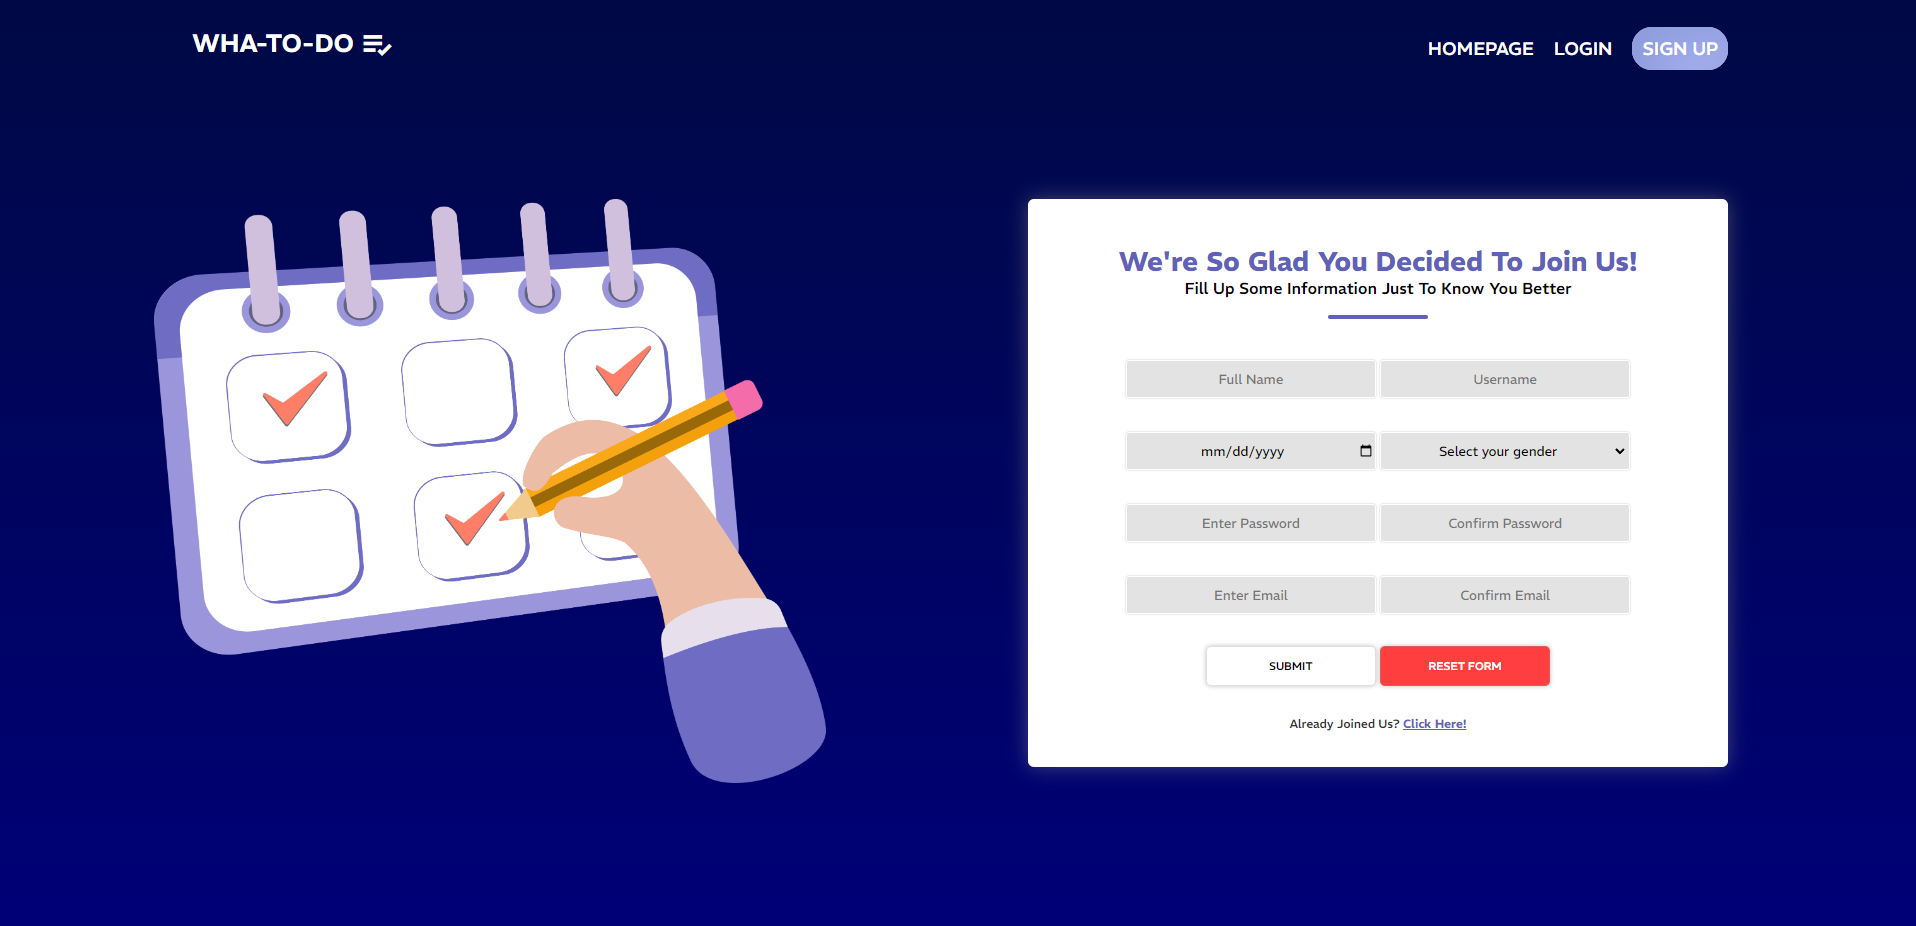 WHA-TO-DO
HOMEPAGE LOGIN SIGN UP
We're So Glad You Decided To Join Us!
Fill Up Some Information Just To Know You Better
Full Name Username
mm/dd/yyyy Select your gender
Enter Password Confirm Password
Enter Email Confirm Email
SUBMIT RESET FORM
Already Joined Us? Click Here!